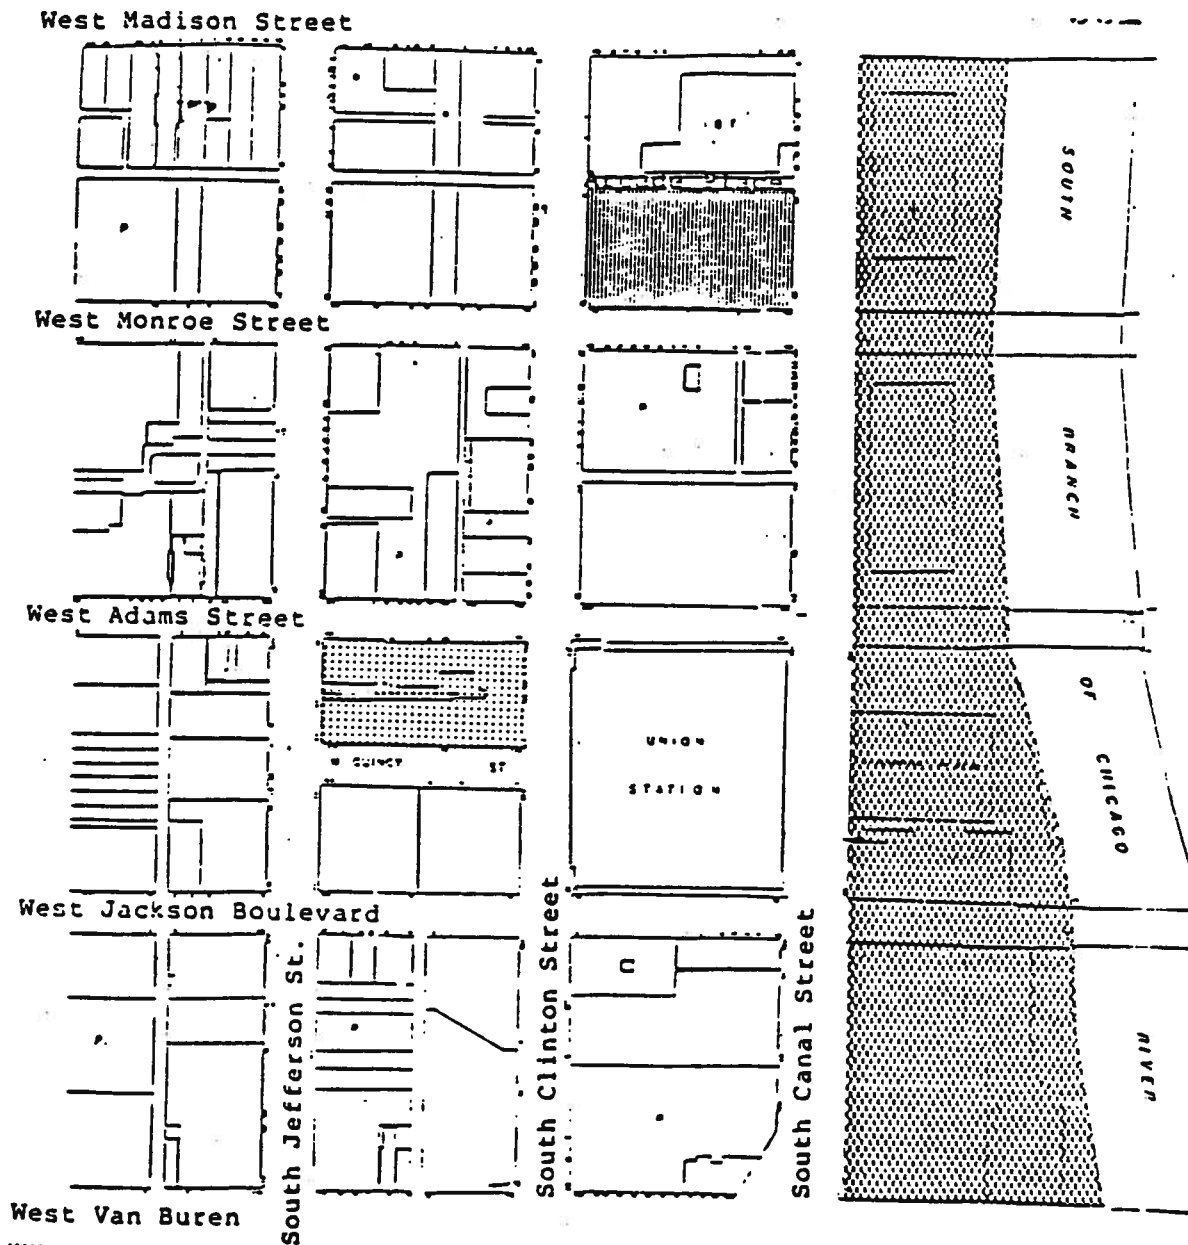 West Madison Street
P
SOUTH
P
West Monroe Street
P
BRANCH
West Adams Street
OF
UNION
W QUINCY ST
STATION
CHICAGO
West Jackson Boulevard
South Jefferson St.
South Clinton Street
South Canal Street
P
P.
RIVER
West Van Buren